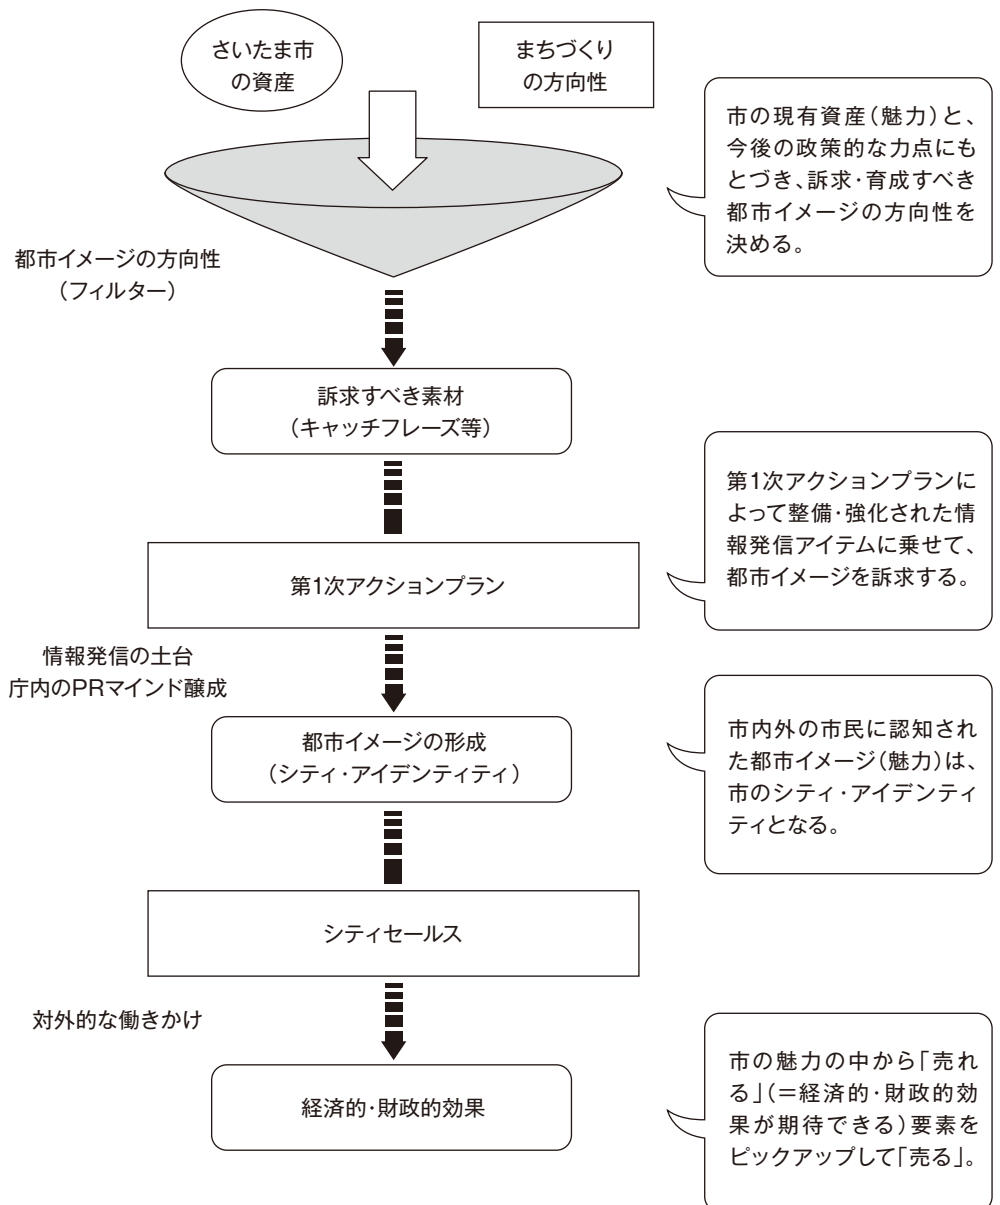 さいたま市
の資産
まちづくり
の方向性
市の現有資産（魅力）と、
今後の政策的な力点にも
とづき、訴求・育成すべき
都市イメージの方向性を
決める。
都市イメージの方向性
（フィルター）
訴求すべき素材
（キャッチフレーズ等）
第1次アクションプランに
よって整備・強化された情
報発信アイテムに乗せて、
都市イメージを訴求する。
第1次アクションプラン
情報発信の土台
庁内のPRマインド醸成
都市イメージの形成
（シティ・アイデンティティ）
市内外の市民に認知され
た都市イメージ（魅力）は、
市のシティ・アイデンティ
ティとなる。
シティセールス
対外的な働きかけ
経済的・財政的効果
市の魅力の中から「売れ
る」（＝経済的・財政的効
果が期待できる）要素を
ピックアップして「売る」。